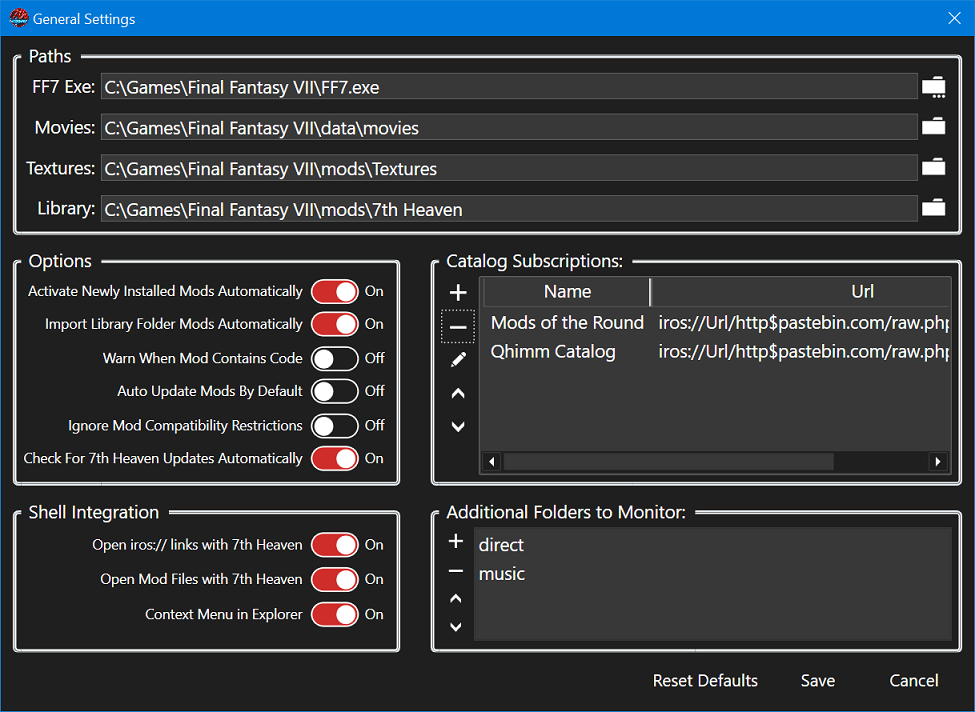 General Settings
Paths
FF7 Exe: C:\Games\Final Fantasy VII\FF7.exe
Movies: C:\Games\Final Fantasy VII\data\movies
Textures: C:\Games\Final Fantasy VII\mods\Textures
Library: C:\Games\Final Fantasy VII\mods\7th Heaven
Options
Activate Newly Installed Mods Automatically On
Import Library Folder Mods Automatically On
Warn When Mod Contains Code Off
Auto Update Mods By Default Off
Ignore Mod Compatibility Restrictions Off
Check For 7th Heaven Updates Automatically On
Catalog Subscriptions:
Name Url
Mods of the Round iros://Url/http$pastebin.com/raw.php
Qhimm Catalog iros://Url/http$pastebin.com/raw.php
Shell Integration
Open iros:// links with 7th Heaven On
Open Mod Files with 7th Heaven On
Context Menu in Explorer On
Additional Folders to Monitor:
direct
music
Reset Defaults Save Cancel